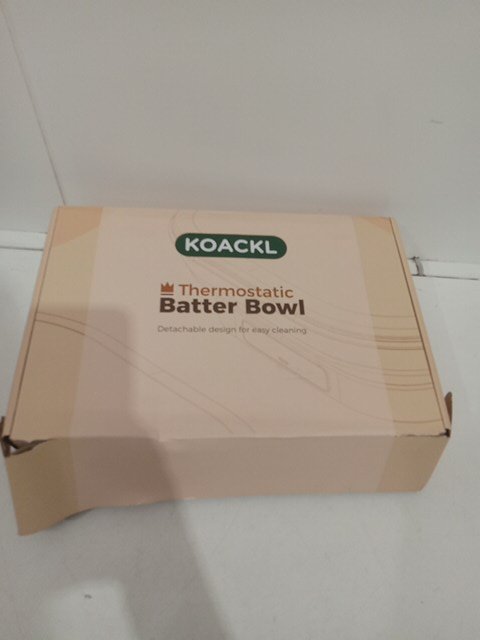 KOACKL
Thermostatic
Batter Bowl
Detachable design for easy cleaning